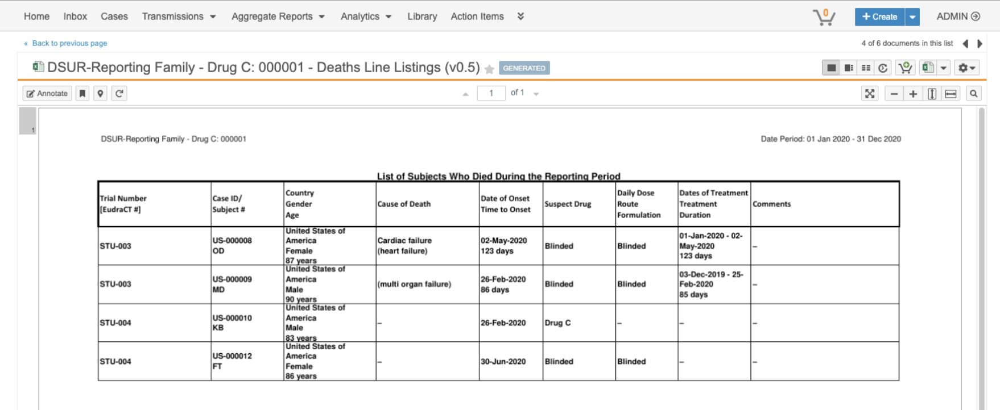 Home Inbox Cases Transmissions Aggregate Reports Analytics Library Action Items 0 + Create ADMIN
« Back to previous page 4 of 6 documents in this list
DSUR-Reporting Family - Drug C: 000001 - Deaths Line Listings (v0.5) GENERATED
Annotate 1 of 1
1
DSUR-Reporting Family - Drug C: 000001 Date Period: 01 Jan 2020 - 31 Dec 2020
List of Subjects Who Died During the Reporting Period
Trial Number
[EudraCT #]
Case ID/
Subject #
Country
Gender
Age
Cause of Death
Date of Onset
Time to Onset
Suspect Drug
Daily Dose
Route
Formulation
Dates of Treatment
Treatment
Duration
Comments
STU-003
US-000008
OD
United States of
America
Female
87 years
Cardiac failure
(heart failure)
02-May-2020
123 days
Blinded
Blinded
01-Jan-2020 - 02-
May-2020
123 days
–
STU-003
US-000009
MD
United States of
America
Male
90 years
(multi organ failure)
26-Feb-2020
86 days
Blinded
Blinded
03-Dec-2019 - 25-
Feb-2020
85 days
–
STU-004
US-000010
KB
United States of
America
Male
83 years
–
26-Feb-2020
Drug C
–
–
–
STU-004
US-000012
FT
United States of
America
Female
86 years
–
30-Jun-2020
Blinded
Blinded
–
–